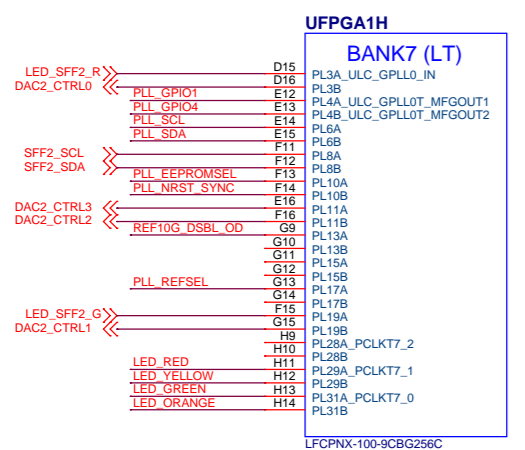 UFPGA1H
BANK7 (LT)
LED_SFF2_R D15 PL3A_ULC_GPLL0_IN
DAC2_CTRL0 D16 PL3B
PLL_GPIO1 E12 PL4A_ULC_GPLL0T_MFGOUT1
PLL_GPIO4 E13 PL4B_ULC_GPLL0T_MFGOUT2
PLL_SCL E14 PL6A
PLL_SDA E15 PL6B
SFF2_SCL F11 PL8A
SFF2_SDA F12 PL8B
PLL_EEPROMSEL F13 PL10A
PLL_NRST_SYNC F14 PL10B
DAC2_CTRL3 E16 PL11A
DAC2_CTRL2 F16 PL11B
REF10G_DSBL_OD G9 PL13A
G10 PL13B
G11 PL15A
G12 PL15B
PLL_REFSEL G13 PL17A
G14 PL17B
LED_SFF2_G F15 PL19A
DAC2_CTRL1 G15 PL19B
H9 PL28A_PCLKT7_2
H10 PL28B
LED_RED H11 PL29A_PCLKT7_1
LED_YELLOW H12 PL29B
LED_GREEN H13 PL31A_PCLKT7_0
LED_ORANGE H14 PL31B
LFCPNX-100-9CBG256C